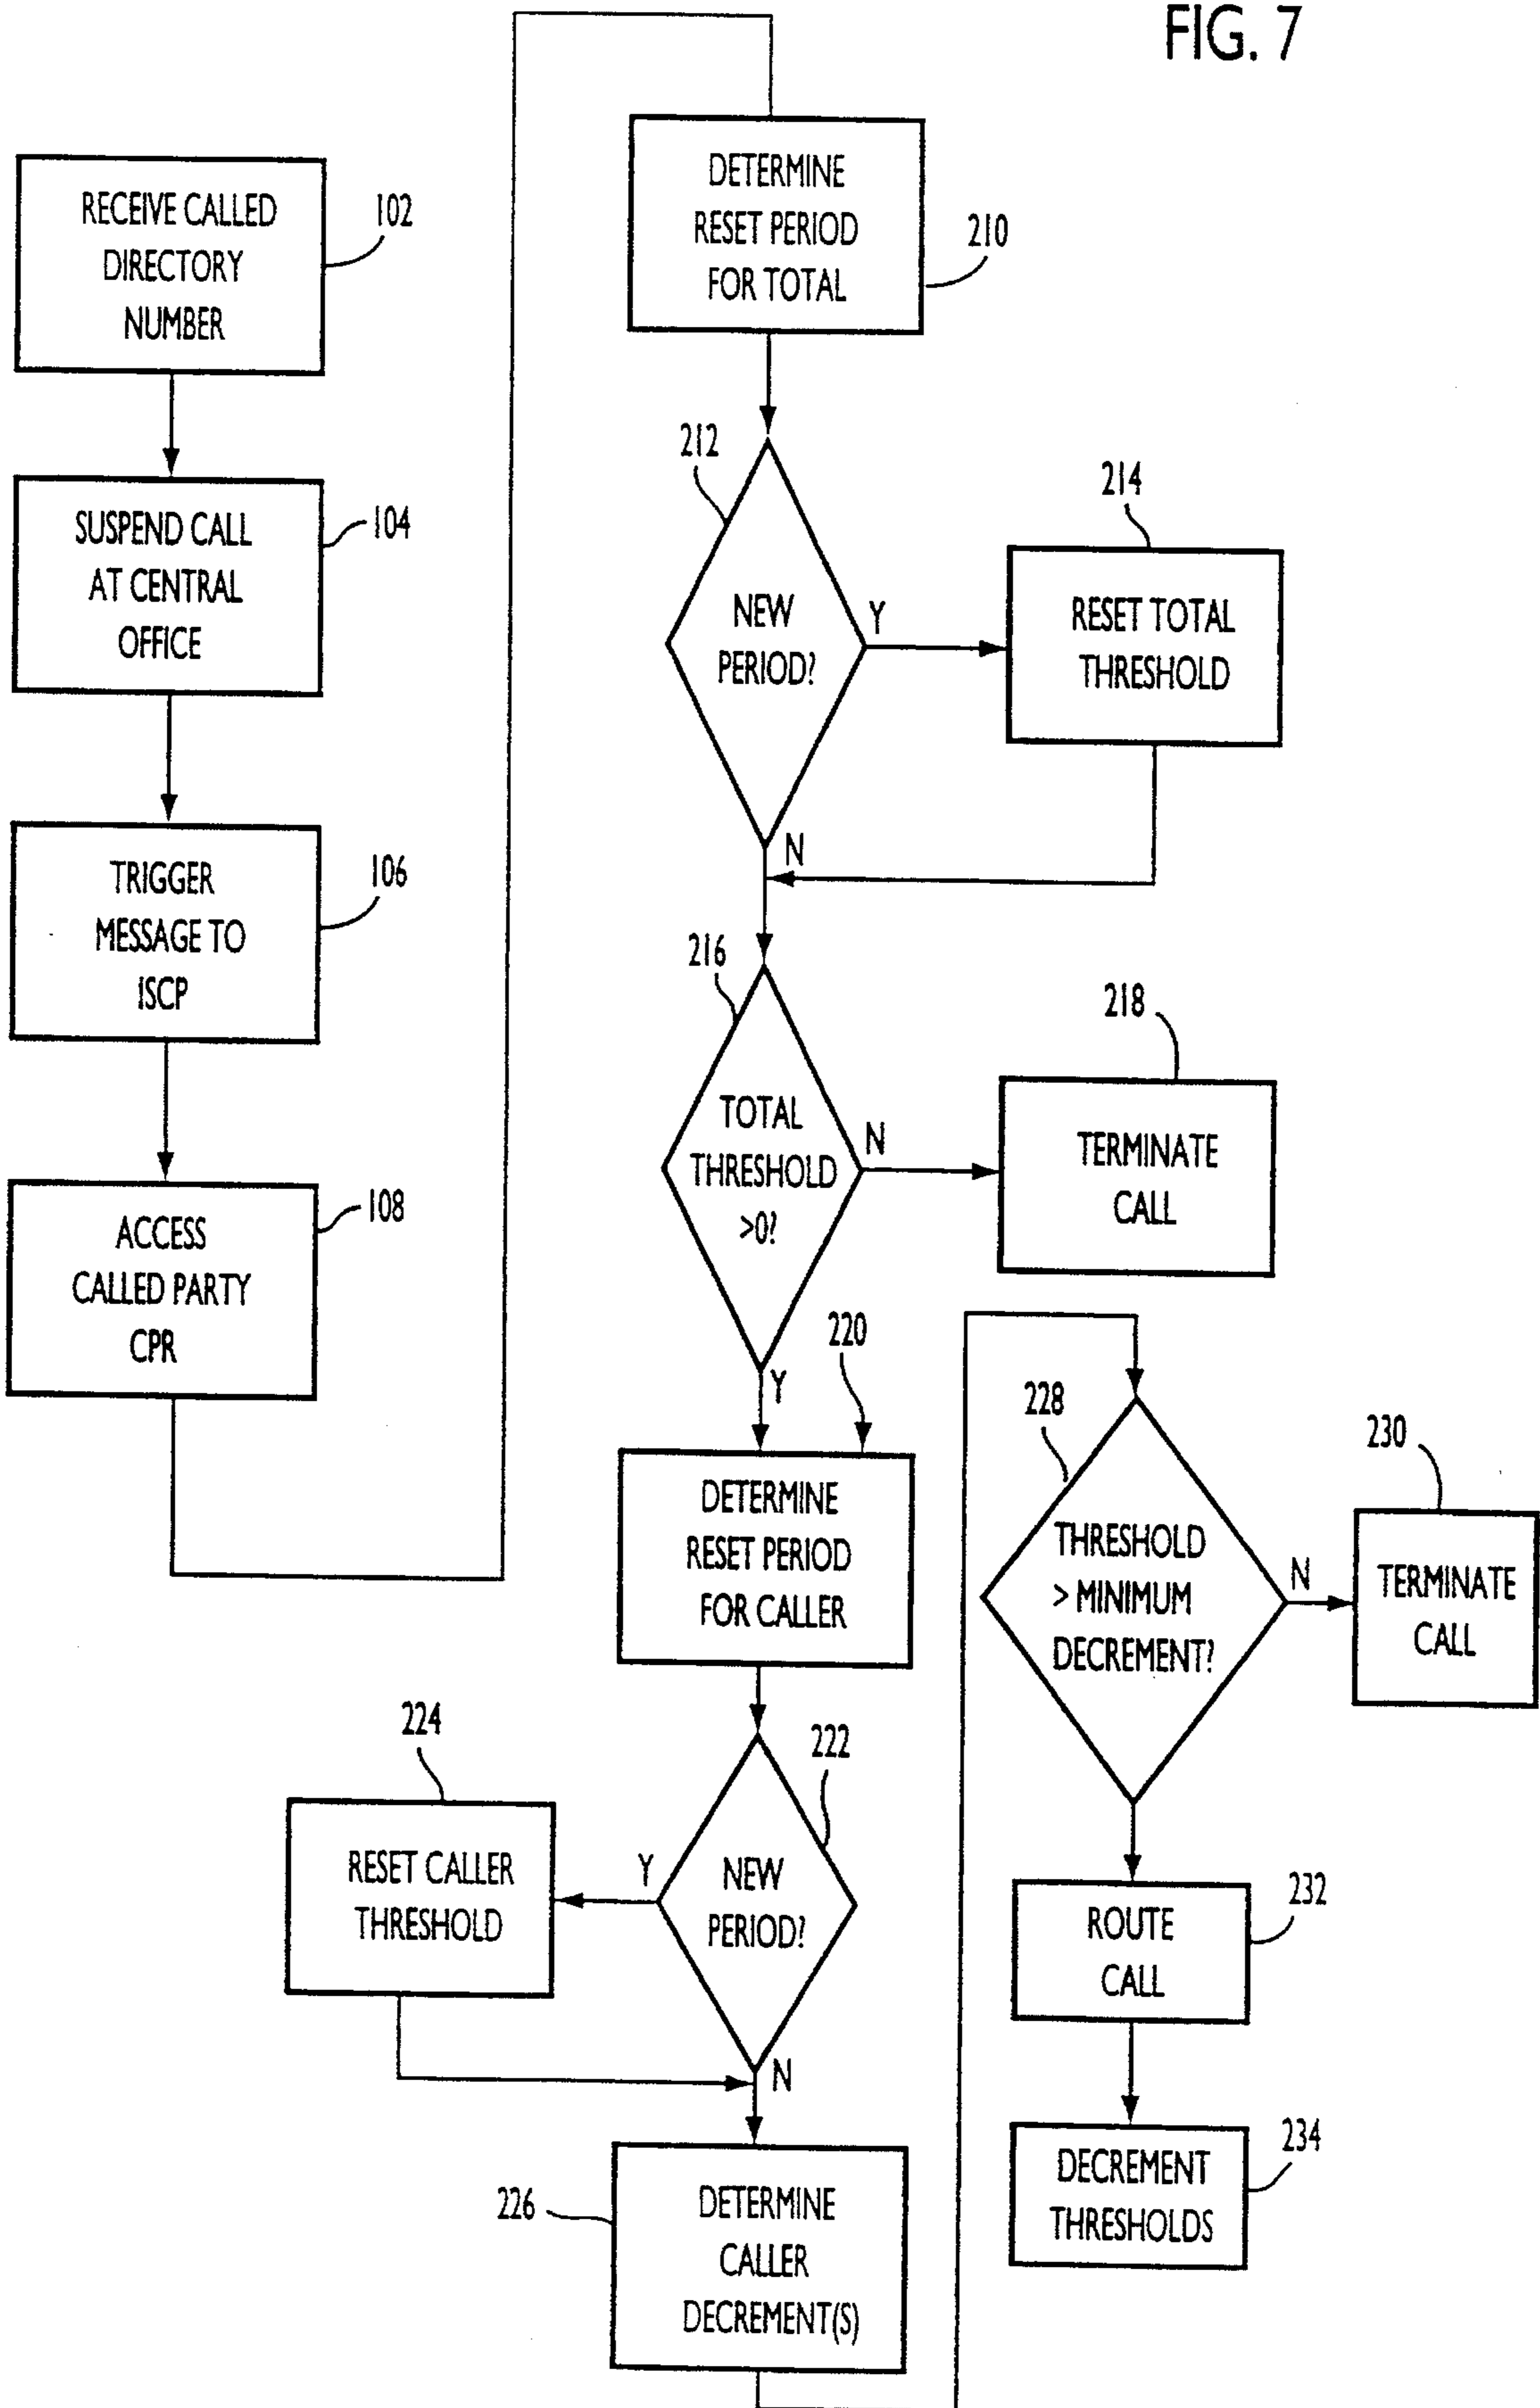 FIG. 7
RECEIVE CALLED
DIRECTORY
NUMBER
102
SUSPEND CALL
AT CENTRAL
OFFICE
104
TRIGGER
MESSAGE TO
ISCP
106
ACCESS
CALLED PARTY
CPR
108
DETERMINE
RESET PERIOD
FOR TOTAL
210
212
NEW
PERIOD?
Y
N
214
RESET TOTAL
THRESHOLD
216
TOTAL
THRESHOLD
>0?
N
Y
218
TERMINATE
CALL
220
DETERMINE
RESET PERIOD
FOR CALLER
222
NEW
PERIOD?
Y
N
224
RESET CALLER
THRESHOLD
226
DETERMINE
CALLER
DECREMENT(S)
228
THRESHOLD
> MINIMUM
DECREMENT?
N
230
TERMINATE
CALL
ROUTE
CALL
232
DECREMENT
THRESHOLDS
234